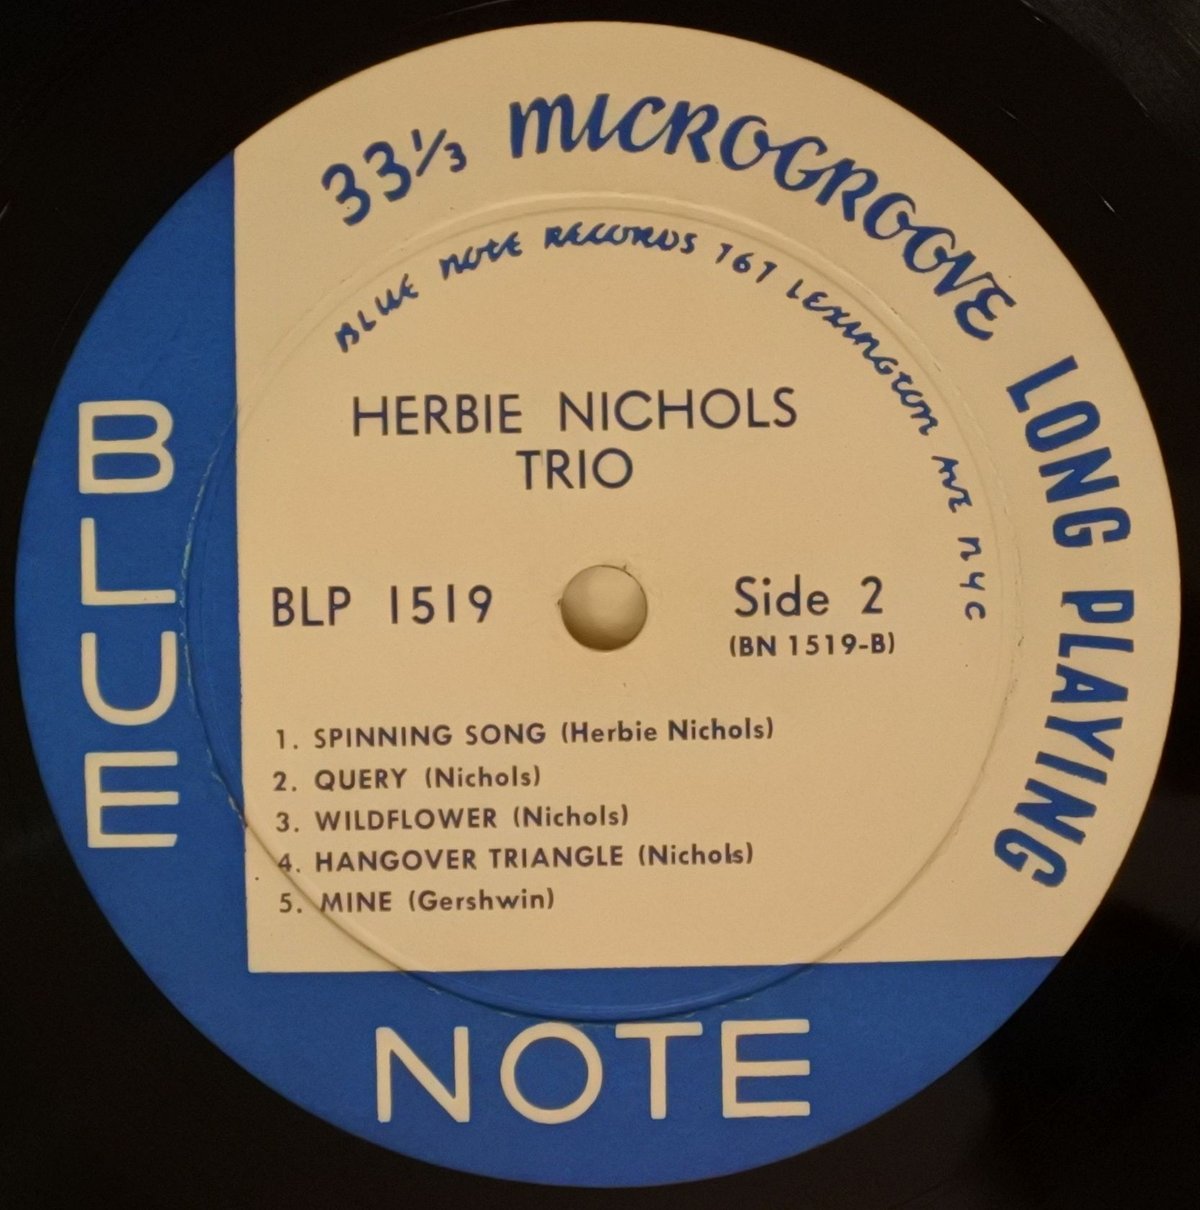 33⅓ MICROGROOVE LONG PLAYING
BLUE NOTE RECORDS 767 LEXINGTON AVE NYC
HERBIE NICHOLS
TRIO
BLP 1519
Side 2
(BN 1519-B)
1. SPINNING SONG (Herbie Nichols)
2. QUERY (Nichols)
3. WILDFLOWER (Nichols)
4. HANGOVER TRIANGLE (Nichols)
5. MINE (Gershwin)
BLUE
NOTE